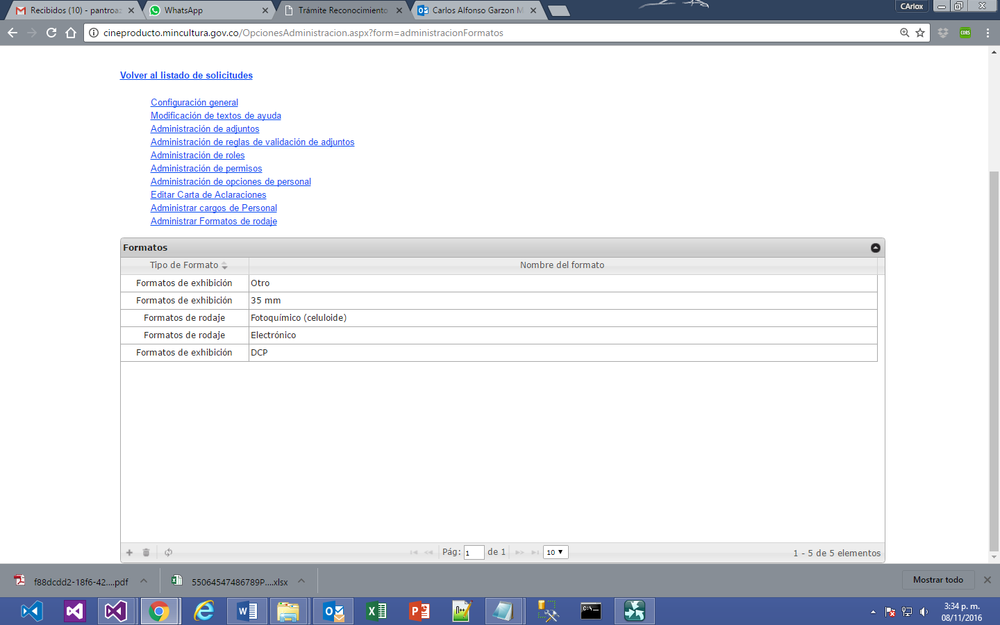 Recibidos (10) - pantroaz
WhatsApp
Trámite Reconocimiento
Carlos Alfonso Garzon M
CArlox
cineproducto.mincultura.gov.co/OpcionesAdministracion.aspx?form=administracionFormatos
CORS
Volver al listado de solicitudes
Configuración general
Modificación de textos de ayuda
Administración de adjuntos
Administración de reglas de validación de adjuntos
Administración de roles
Administración de permisos
Administración de opciones de personal
Editar Carta de Aclaraciones
Administrar cargos de Personal
Administrar Formatos de rodaje
Formatos
Tipo de Formato Nombre del formato
Formatos de exhibición Otro
Formatos de exhibición 35 mm
Formatos de rodaje Fotoquímico (celuloide)
Formatos de rodaje Electrónico
Formatos de exhibición DCP
Pág: 1 de 1 10 1 - 5 de 5 elementos
f88dcdd2-18f6-42....pdf 55064547486789P....xlsx Mostrar todo
3:34 p. m.
08/11/2016